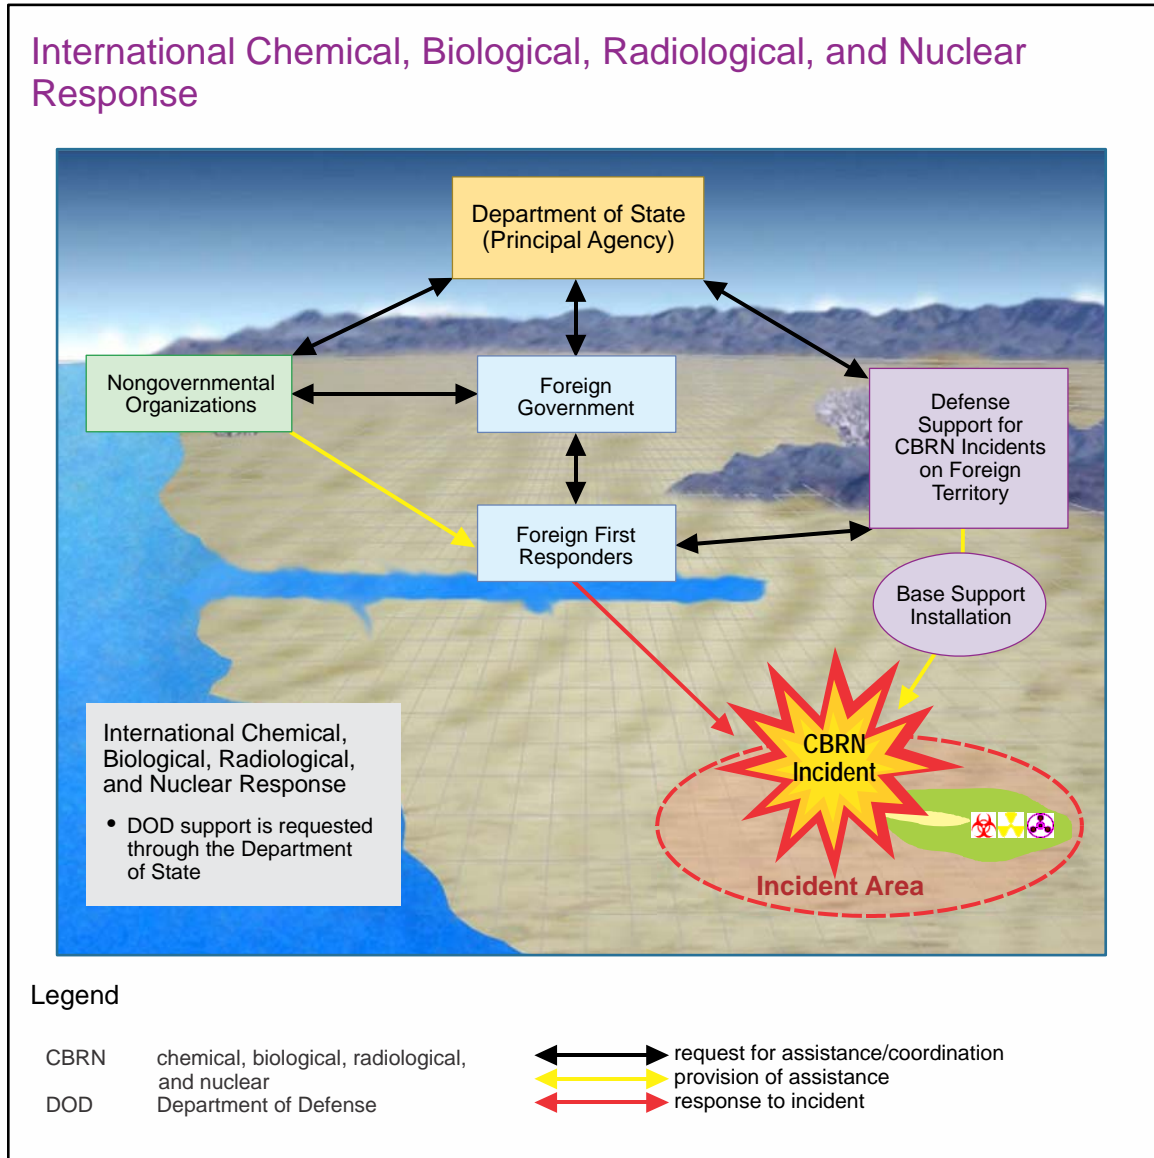 International Chemical, Biological, Radiological, and Nuclear
Response
Department of State
(Principal Agency)
Nongovernmental
Organizations
Foreign
Government
Defense
Support for
CBRN Incidents
on Foreign
Territory
Foreign First
Responders
Base Support
Installation
CBRN
Incident
Incident Area
International Chemical,
Biological, Radiological,
and Nuclear Response
• DOD support is requested
through the Department
of State
Legend
CBRN chemical, biological, radiological,
and nuclear
DOD Department of Defense
request for assistance/coordination
provision of assistance
response to incident